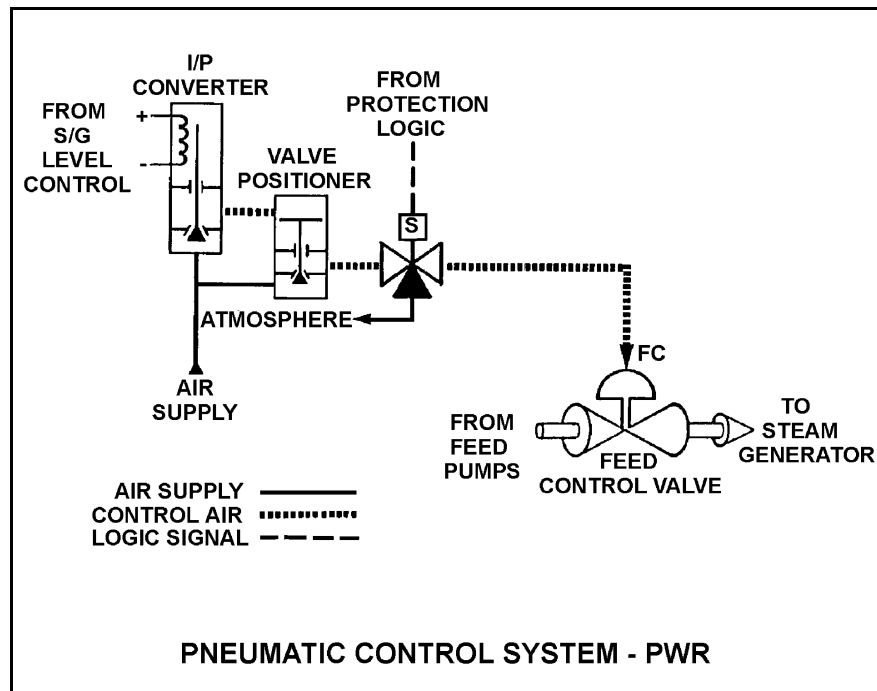 I/P
CONVERTER
FROM
S/G
LEVEL
CONTROL
+
-
VALVE
POSITIONER
FROM
PROTECTION
LOGIC
S
ATMOSPHERE
AIR
SUPPLY
FC
FROM
FEED
PUMPS
FEED
CONTROL VALVE
TO
STEAM
GENERATOR
AIR SUPPLY
CONTROL AIR
LOGIC SIGNAL
PNEUMATIC CONTROL SYSTEM - PWR